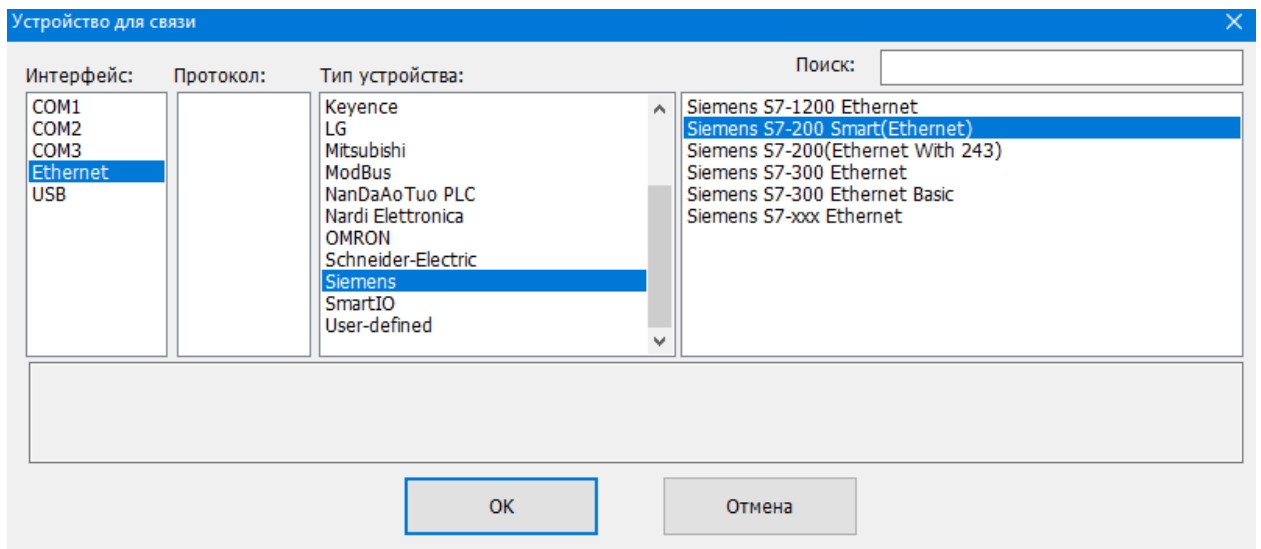 Устройство для связи
Поиск:
Интерфейс:
Протокол:
Тип устройства:
COM1
COM2
COM3
Ethernet
USB
Keyence
LG
Mitsubishi
ModBus
NanDaAoTuo PLC
Nardi Elettronica
OMRON
Schneider-Electric
Siemens
SmartIO
User-defined
Siemens S7-1200 Ethernet
Siemens S7-200 Smart(Ethernet)
Siemens S7-200(Ethernet With 243)
Siemens S7-300 Ethernet
Siemens S7-300 Ethernet Basic
Siemens S7-xxx Ethernet
OK
Отмена